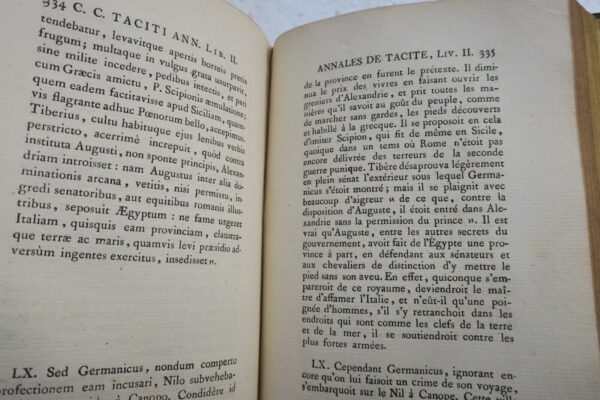 334 C. C. TACITI ANN. LIB. II.
tendebatur, levavitque apertis horreis pretia
frugum; multaque in vulgus grata usurpavit,
sine milite incedere, pedibus intectis, et pari
cum Græcis amictu, P. Scipionis æmulatione;
quem eadem factitavisse apud Siciliam, quam-
vis flagrante adhuc Pœnorum bello, accepimus.
Tiberius, cultu habituque ejus lenibus verbis
perstricto, acerrimè increpuit, quòd contra
instituta Augusti, non sponte principis, Alexan-
driam introisset: nam Augustus inter alia do-
minationis arcana, vetitis, nisi permissu, in-
gredi senatoribus, aut equitibus romanis illus-
tribus, seposuit Ægyptum: ne fame urgeret
Italiam, quisquis eam provinciam, claustra-
que terræ ac maris, quamvis levi præsidio ad-
versùm ingentes exercitus, insedisset».
LX. Sed Germanicus, nondum comperto
profectionem eam incusari, Nilo subveheba-
à Canopo. Condidêre id
ANNALES DE TACITE, LIV. II. 335
de la province en furent le prétexte. Il dimi-
nua le prix des vivres en faisant ouvrir les
greniers d'Alexandrie, et prit toutes les ma-
nières qu'il savoit au goût du peuple, comme
de marcher sans gardes, les pieds découverts
et habillé à la grecque. Il se proposoit en cela
d'imiter Scipion, qui fit de même en Sicile,
quoique dans un tems où Rome n'étoit pas
encore délivrée des terreurs de la seconde
guerre punique. Tibère désaprouva légèrement
en plein sénat l'extérieur sous lequel Germa-
nicus s'étoit montré; mais il se plaignit avec
beaucoup d'aigreur « de ce que, contre la
disposition d'Auguste, il étoit entré dans Ale-
xandrie sans la permission du prince ». Il est
vrai qu'Auguste, entre les autres secrets du
gouvernement, avoit fait de l'Égypte une pro-
vince à part, en défendant aux sénateurs et
aux chevaliers de distinction d'y mettre le
pied sans son aveu. En effet, quiconque s'em-
pareroit de ce royaume, deviendroit le maî-
tre d'affamer l'Italie, et n'eût-il qu'une poi-
gnée d'hommes, s'il s'y retranchoit dans les
endroits qui sont comme les clefs de la terre
et de la mer, il se soutiendroit contre les
plus fortes armées.
LX. Cependant Germanicus, ignorant en-
core qu'on lui faisoit un crime de son voyage,
s'embarquoit sur le Nil à Canope.